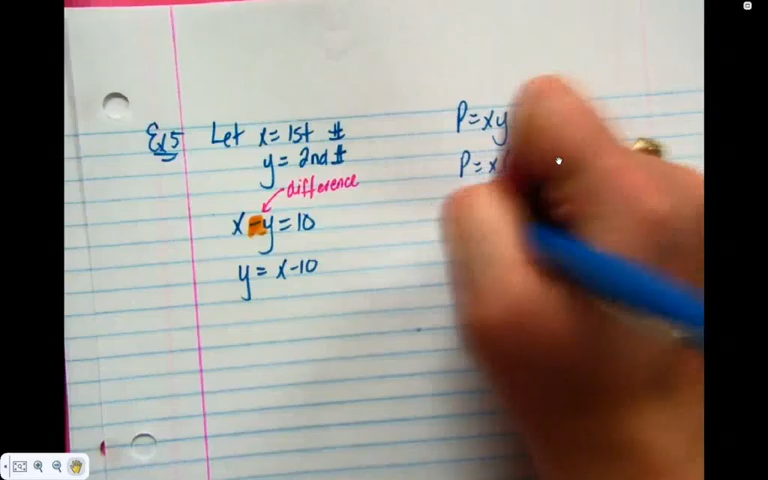 Ex5 Let x = 1st #
y = 2nd #
difference
x - y = 10
y = x - 10
P = xy
P = x